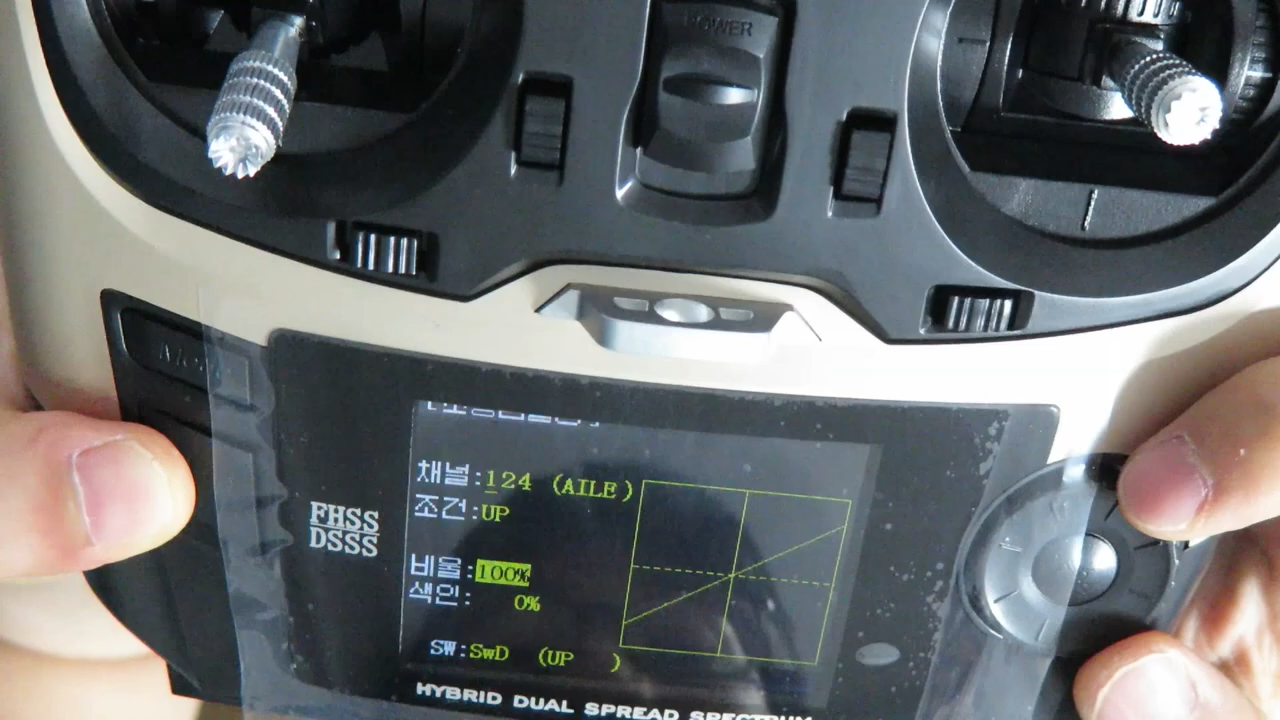 POWER
채널:124 (AILE)
조건:UP
비율:100%
색인: 0%
SW:SwD (UP )
FHSS
DSSS
HYBRID DUAL SPREAD SPECTRUM